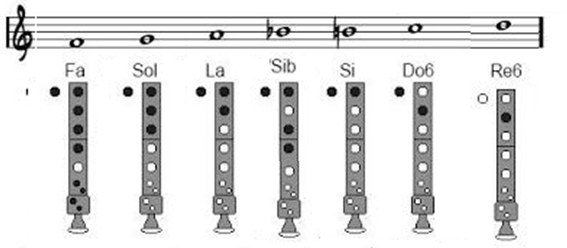 Fa Sol La 'Sib Si Do6 Re6